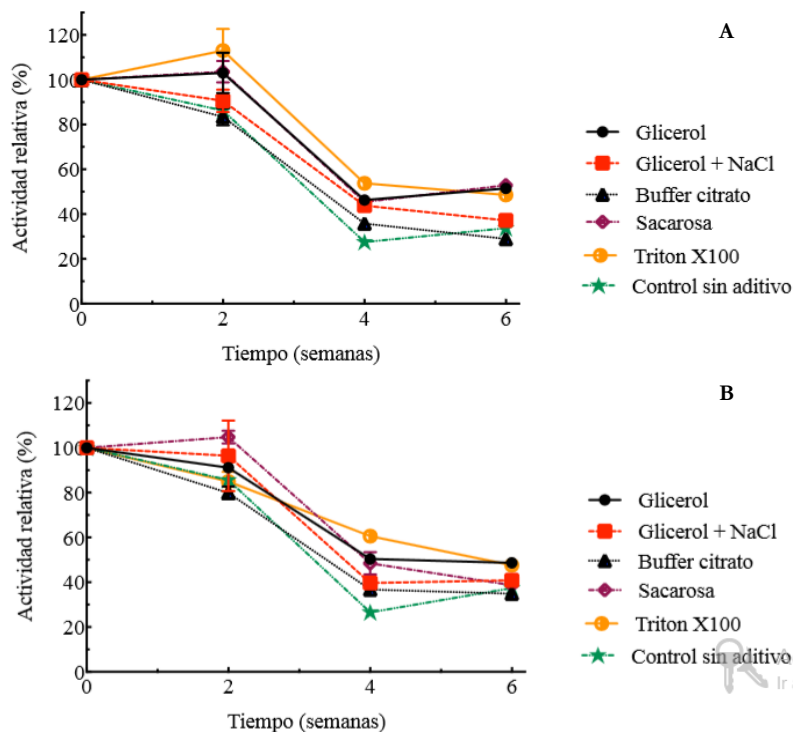 A
Actividad relativa (%)
120
100
80
60
40
20
0
0
2
4
6
Tiempo (semanas)
Glicerol
Glicerol + NaCl
Buffer citrato
Sacarosa
Triton X100
Control sin aditivo
B
Actividad relativa (%)
120
100
80
60
40
20
0
0
2
4
6
Tiempo (semanas)
Glicerol
Glicerol + NaCl
Buffer citrato
Sacarosa
Triton X100
Control sin aditivo
Ir